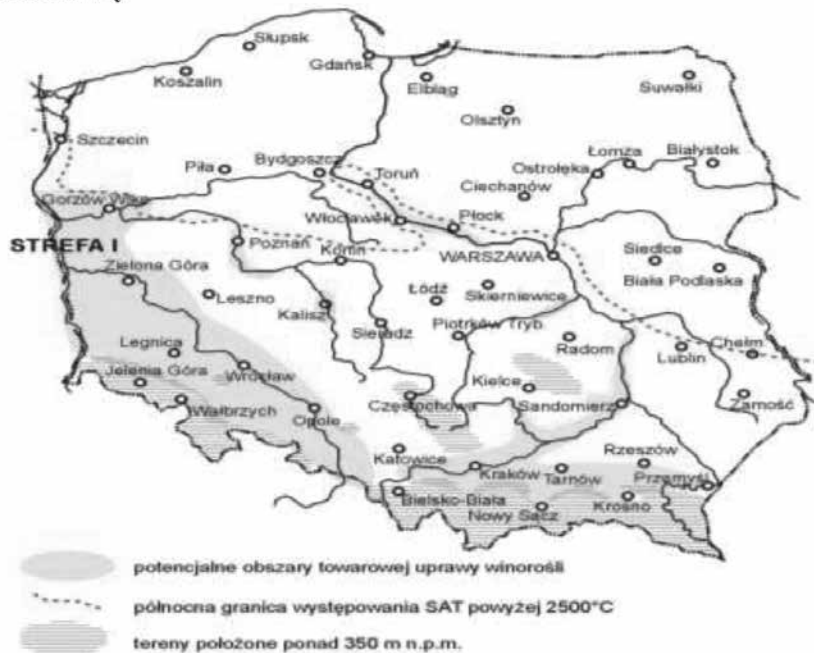 Słupsk
Gdańsk
Koszalin
Elbląg
Suwałki
Olsztyn
Szczecin
Piła
Bydgoszcz
Toruń
Ostrołęka
Łomża
Białystok
Ciechanów
Gorzów Wlkp
Włocławek
Płock
STREFA I
Poznań
Konin
WARSZAWA
Siedlce
Biała Podlaska
Zielona Góra
Leszno
Kalisz
Łódź
Skierniewice
Sieradz
Piotrków Tryb.
Radom
Legnica
Lublin
Chełm
Jelenia Góra
Wrocław
Kielce
Wałbrzych
Opole
Częstochowa
Sandomierz
Zamość
Katowice
Rzeszów
Kraków
Tarnów
Przemyśl
Bielsko-Biała
Nowy Sącz
Krosno
potencjalne obszary towarowej uprawy winorośli
północna granica występowania SAT powyżej 2500°C
tereny położone ponad 350 m n.p.m.